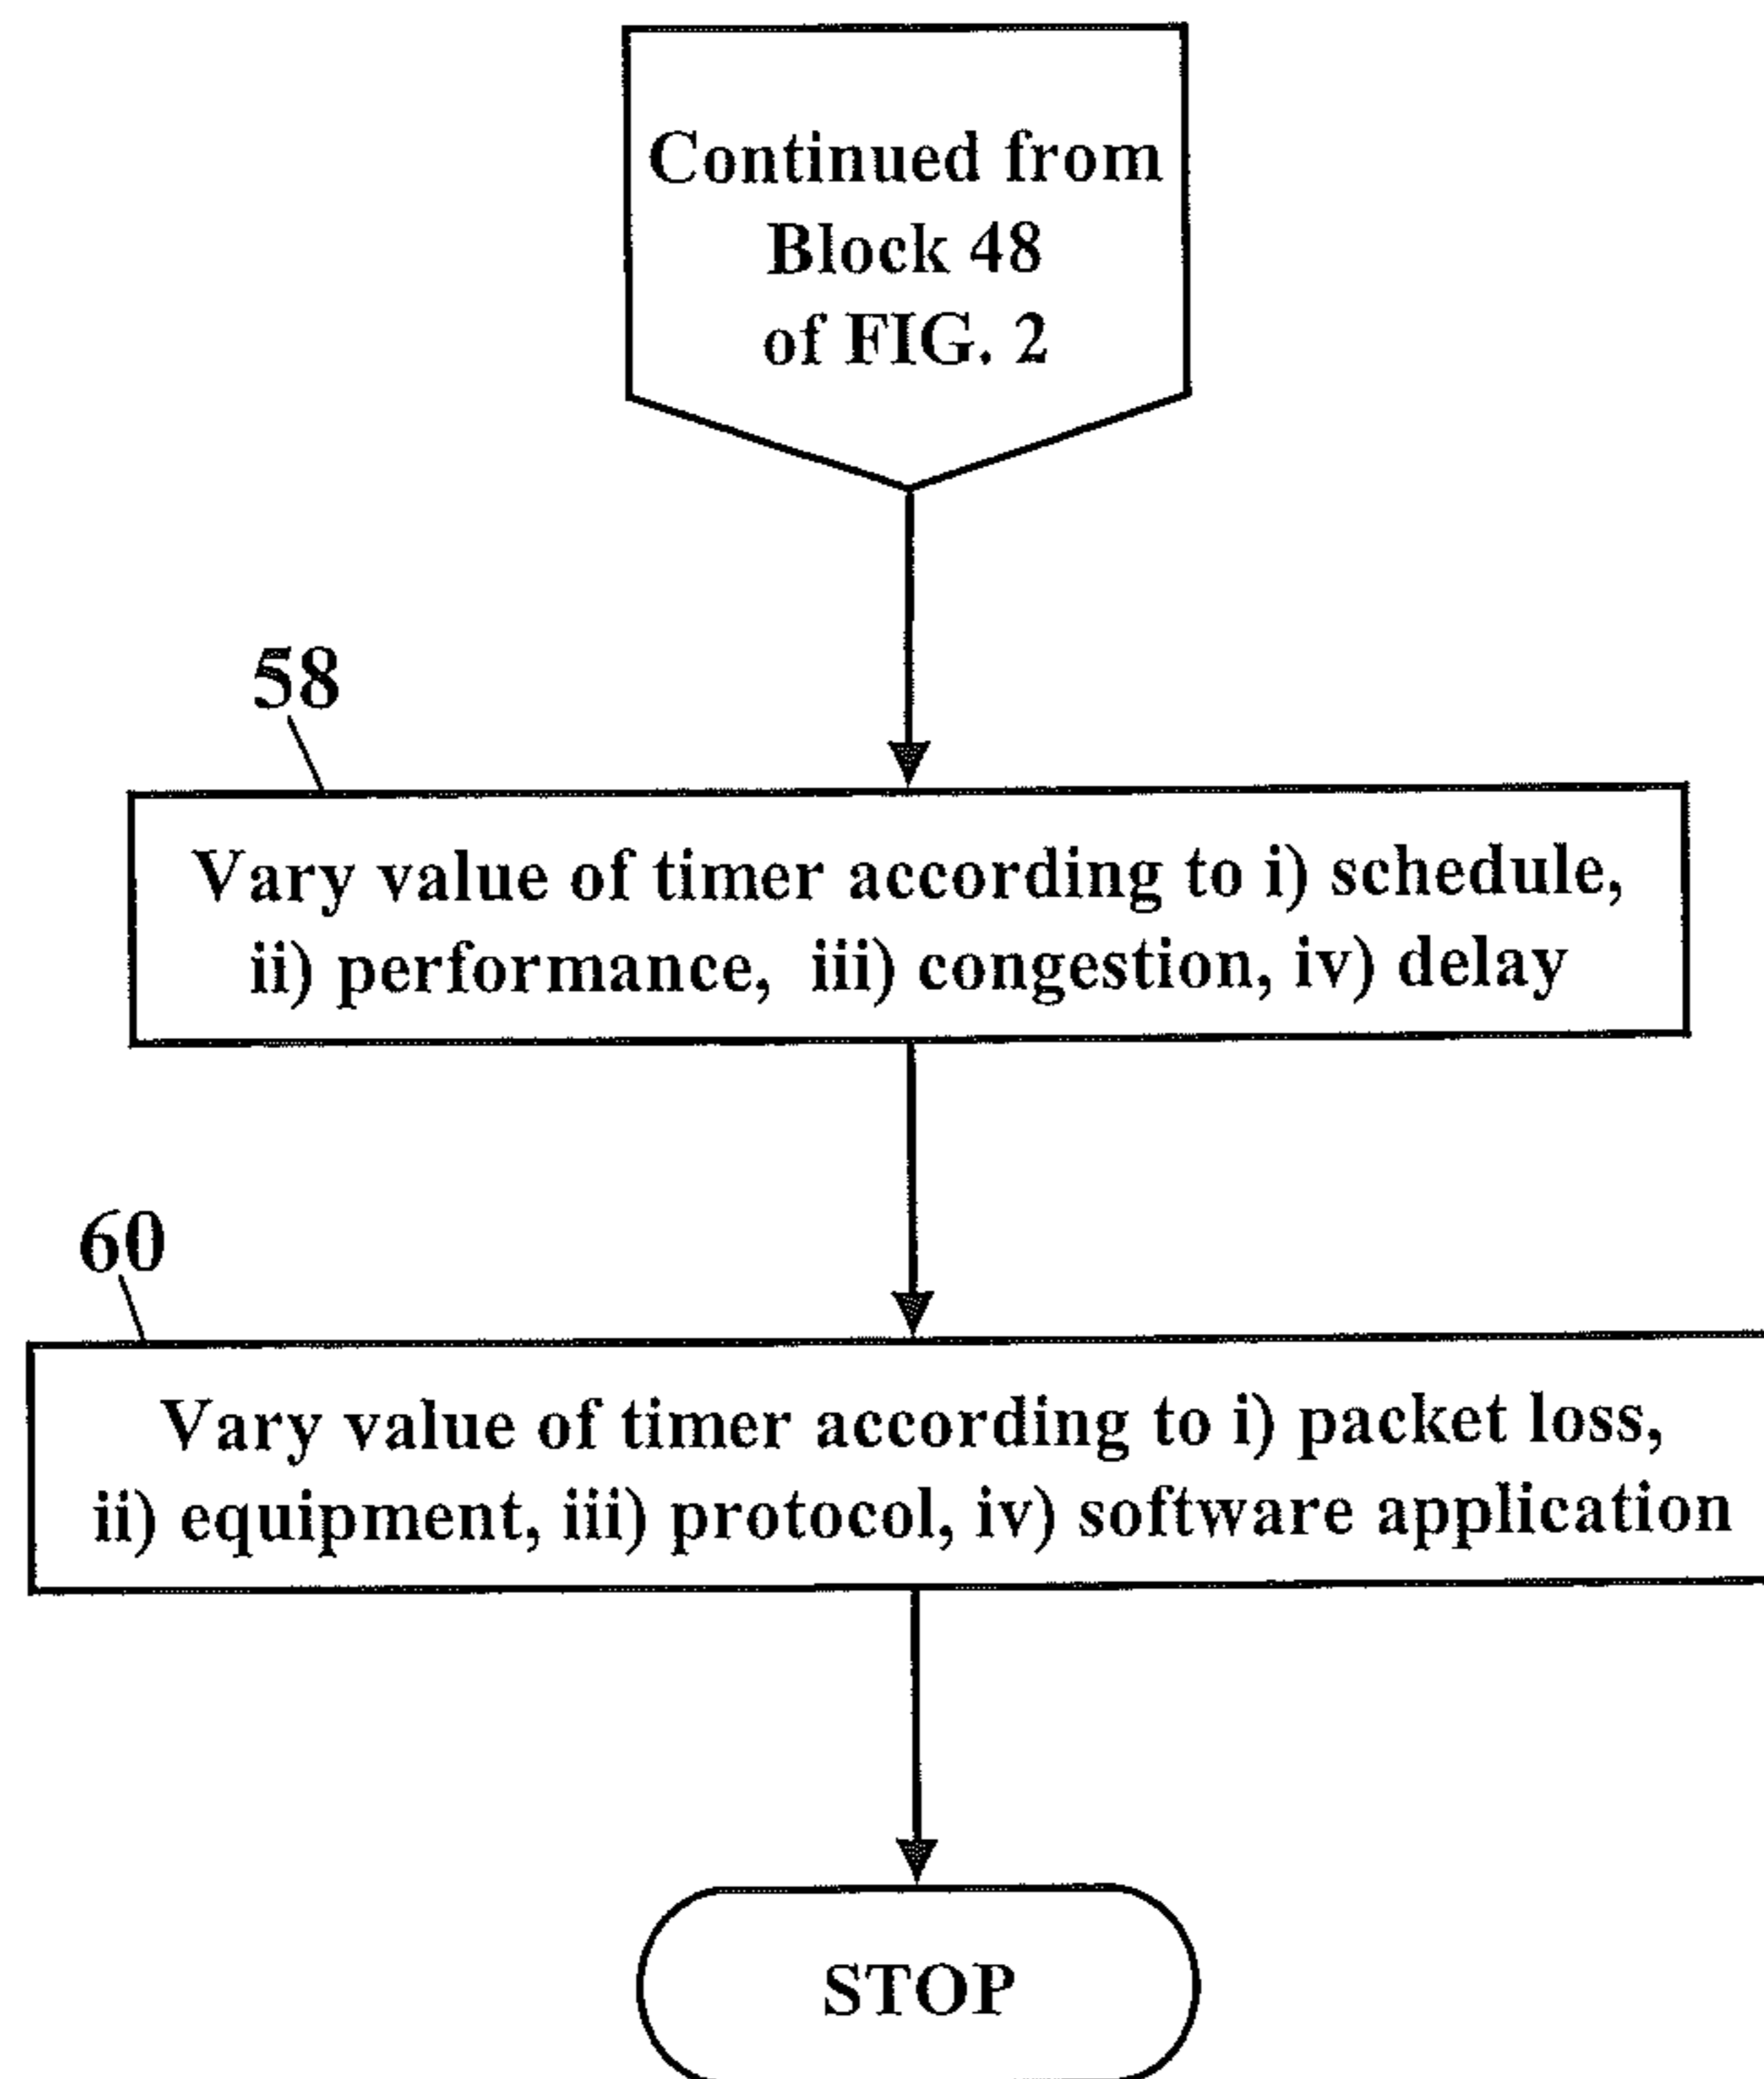 Continued from
Block 48
of FIG. 2
58
Vary value of timer according to i) schedule,
ii) performance, iii) congestion, iv) delay
60
Vary value of timer according to i) packet loss,
ii) equipment, iii) protocol, iv) software application
STOP